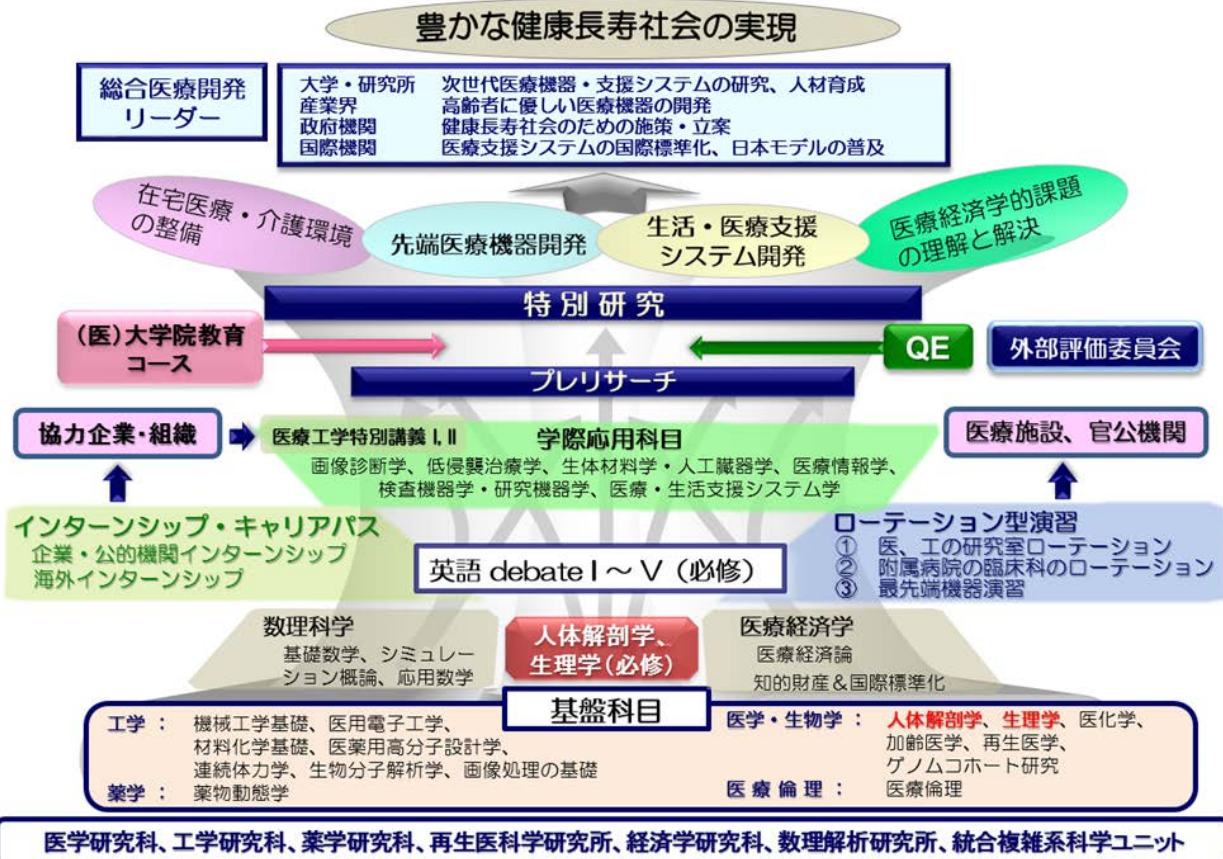 豊かな健康長寿社会の実現
総合医療開発
リーダー
大学・研究所 次世代医療機器・支援システムの研究、人材育成
産業界 高齢者に優しい医療機器の開発
政府機関 健康長寿社会のための施策・立案
国際機関 医療支援システムの国際標準化、日本モデルの普及
在宅医療・介護環境
の整備
先端医療機器開発
生活・医療支援
システム開発
医療経済学的課題
の理解と解決
特別研究
(医)大学院教育
コース
QE
外部評価委員会
プレリサーチ
協力企業・組織
医療工学特別講義 I, II
学際応用科目
画像診断学、低侵襲治療学、生体材料学・人工臓器学、医療情報学、
検査機器学・研究機器学、医療・生活支援システム学
医療施設、官公機関
インターンシップ・キャリアパス
企業・公的機関インターンシップ
海外インターンシップ
英語 debate I ~ V (必修)
ローテーション型演習
① 医、工の研究室ローテーション
② 附属病院の臨床科のローテーション
③ 最先端機器演習
数理科学
基礎数学、シミュレー
ション概論、応用数学
人体解剖学、
生理学(必修)
医療経済学
医療経済論
知的財産&国際標準化
基盤科目
工学 : 機械工学基礎、医用電子工学、
材料化学基礎、医薬用高分子設計学、
連続体力学、生物分子解析学、画像処理の基礎
薬学 : 薬物動態学
医学・生物学 : 人体解剖学、生理学、医化学、
加齢医学、再生医学、
ゲノムコホート研究
医療倫理 : 医療倫理
医学研究科、工学研究科、薬学研究科、再生医科学研究所、経済学研究科、数理解析研究所、統合複雑系科学ユニット